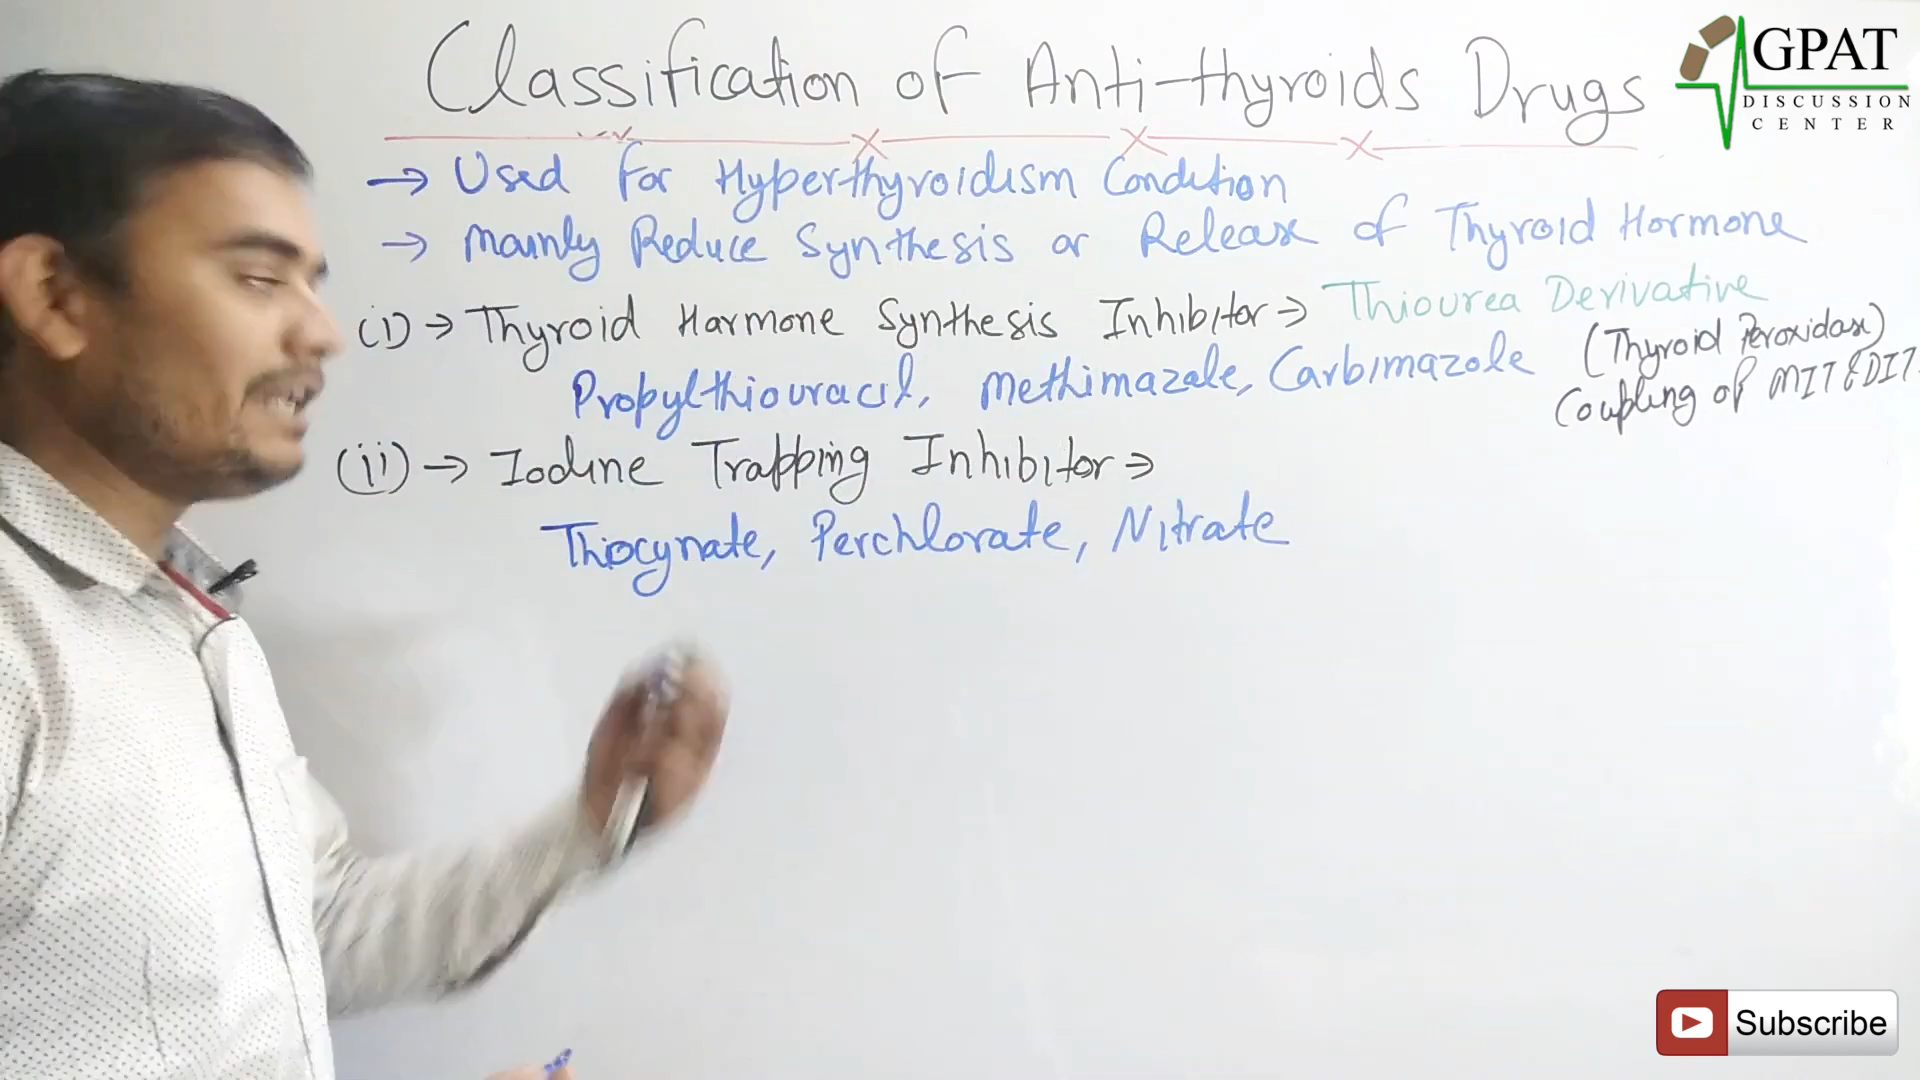 Classification of Anti-thyroids Drugs
GPAT
DISCUSSION
CENTER
→ Used for Hyperthyroidism Condition
→ Mainly Reduce Synthesis or Release of Thyroid Hormone
(i) → Thyroid Harmone Synthesis Inhibitor → Thiourea Derivative
(Thyroid Peroxidase)
Propylthiouracil, Methimazole, Carbimazole
Coupling of MIT & DIT
(ii) → Iodine Trapping Inhibitor →
Thiocynate, Perchlorate, Nitrate
Subscribe